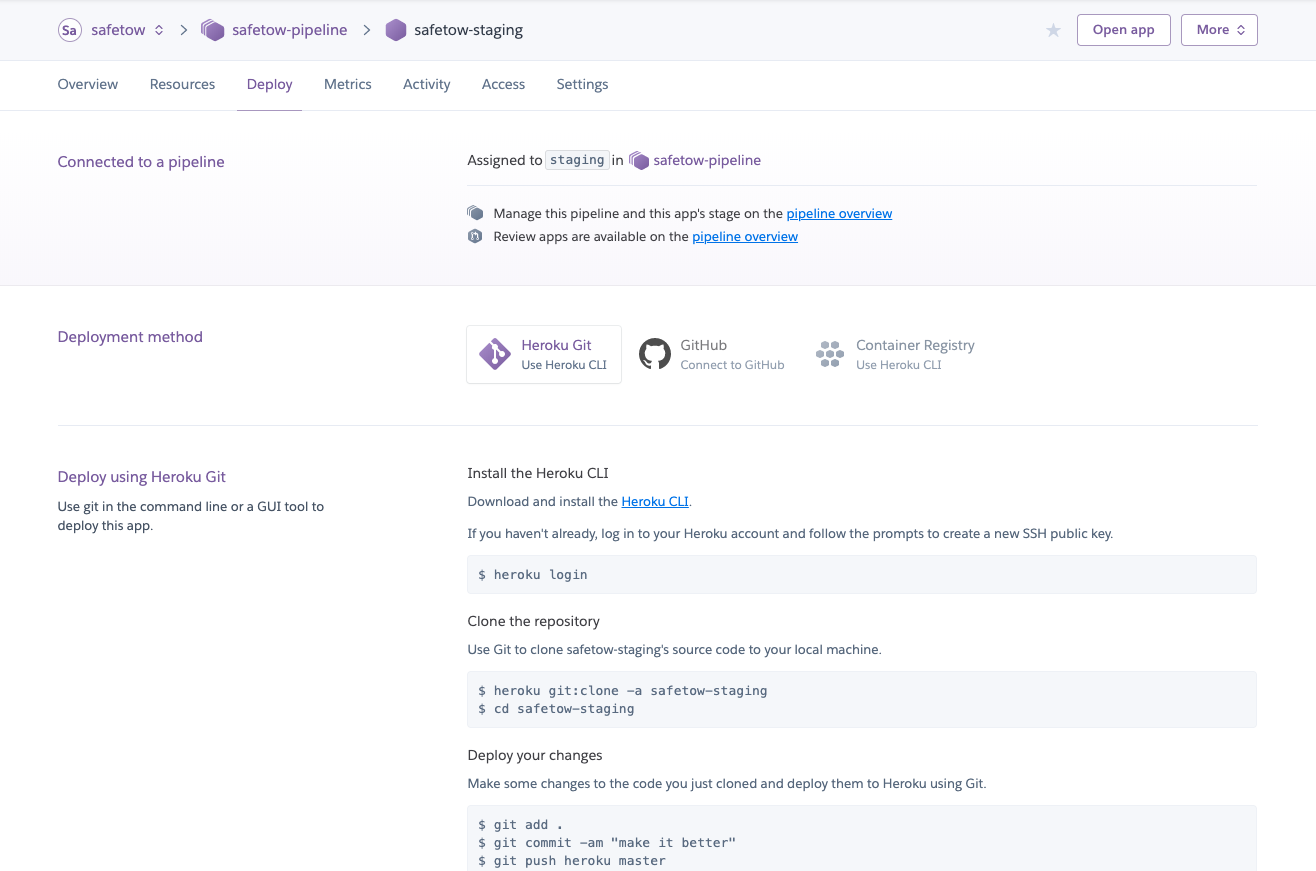 Sa safetow > safetow-pipeline > safetow-staging Open app More
Overview Resources Deploy Metrics Activity Access Settings
Connected to a pipeline
Assigned to staging in safetow-pipeline
Manage this pipeline and this app's stage on the pipeline overview
Review apps are available on the pipeline overview
Deployment method
Heroku Git
Use Heroku CLI
GitHub
Connect to GitHub
Container Registry
Use Heroku CLI
Deploy using Heroku Git
Use git in the command line or a GUI tool to
deploy this app.
Install the Heroku CLI
Download and install the Heroku CLI.
If you haven't already, log in to your Heroku account and follow the prompts to create a new SSH public key.
$ heroku login
Clone the repository
Use Git to clone safetow-staging's source code to your local machine.
$ heroku git:clone -a safetow-staging
$ cd safetow-staging
Deploy your changes
Make some changes to the code you just cloned and deploy them to Heroku using Git.
$ git add .
$ git commit -am "make it better"
$ git push heroku master